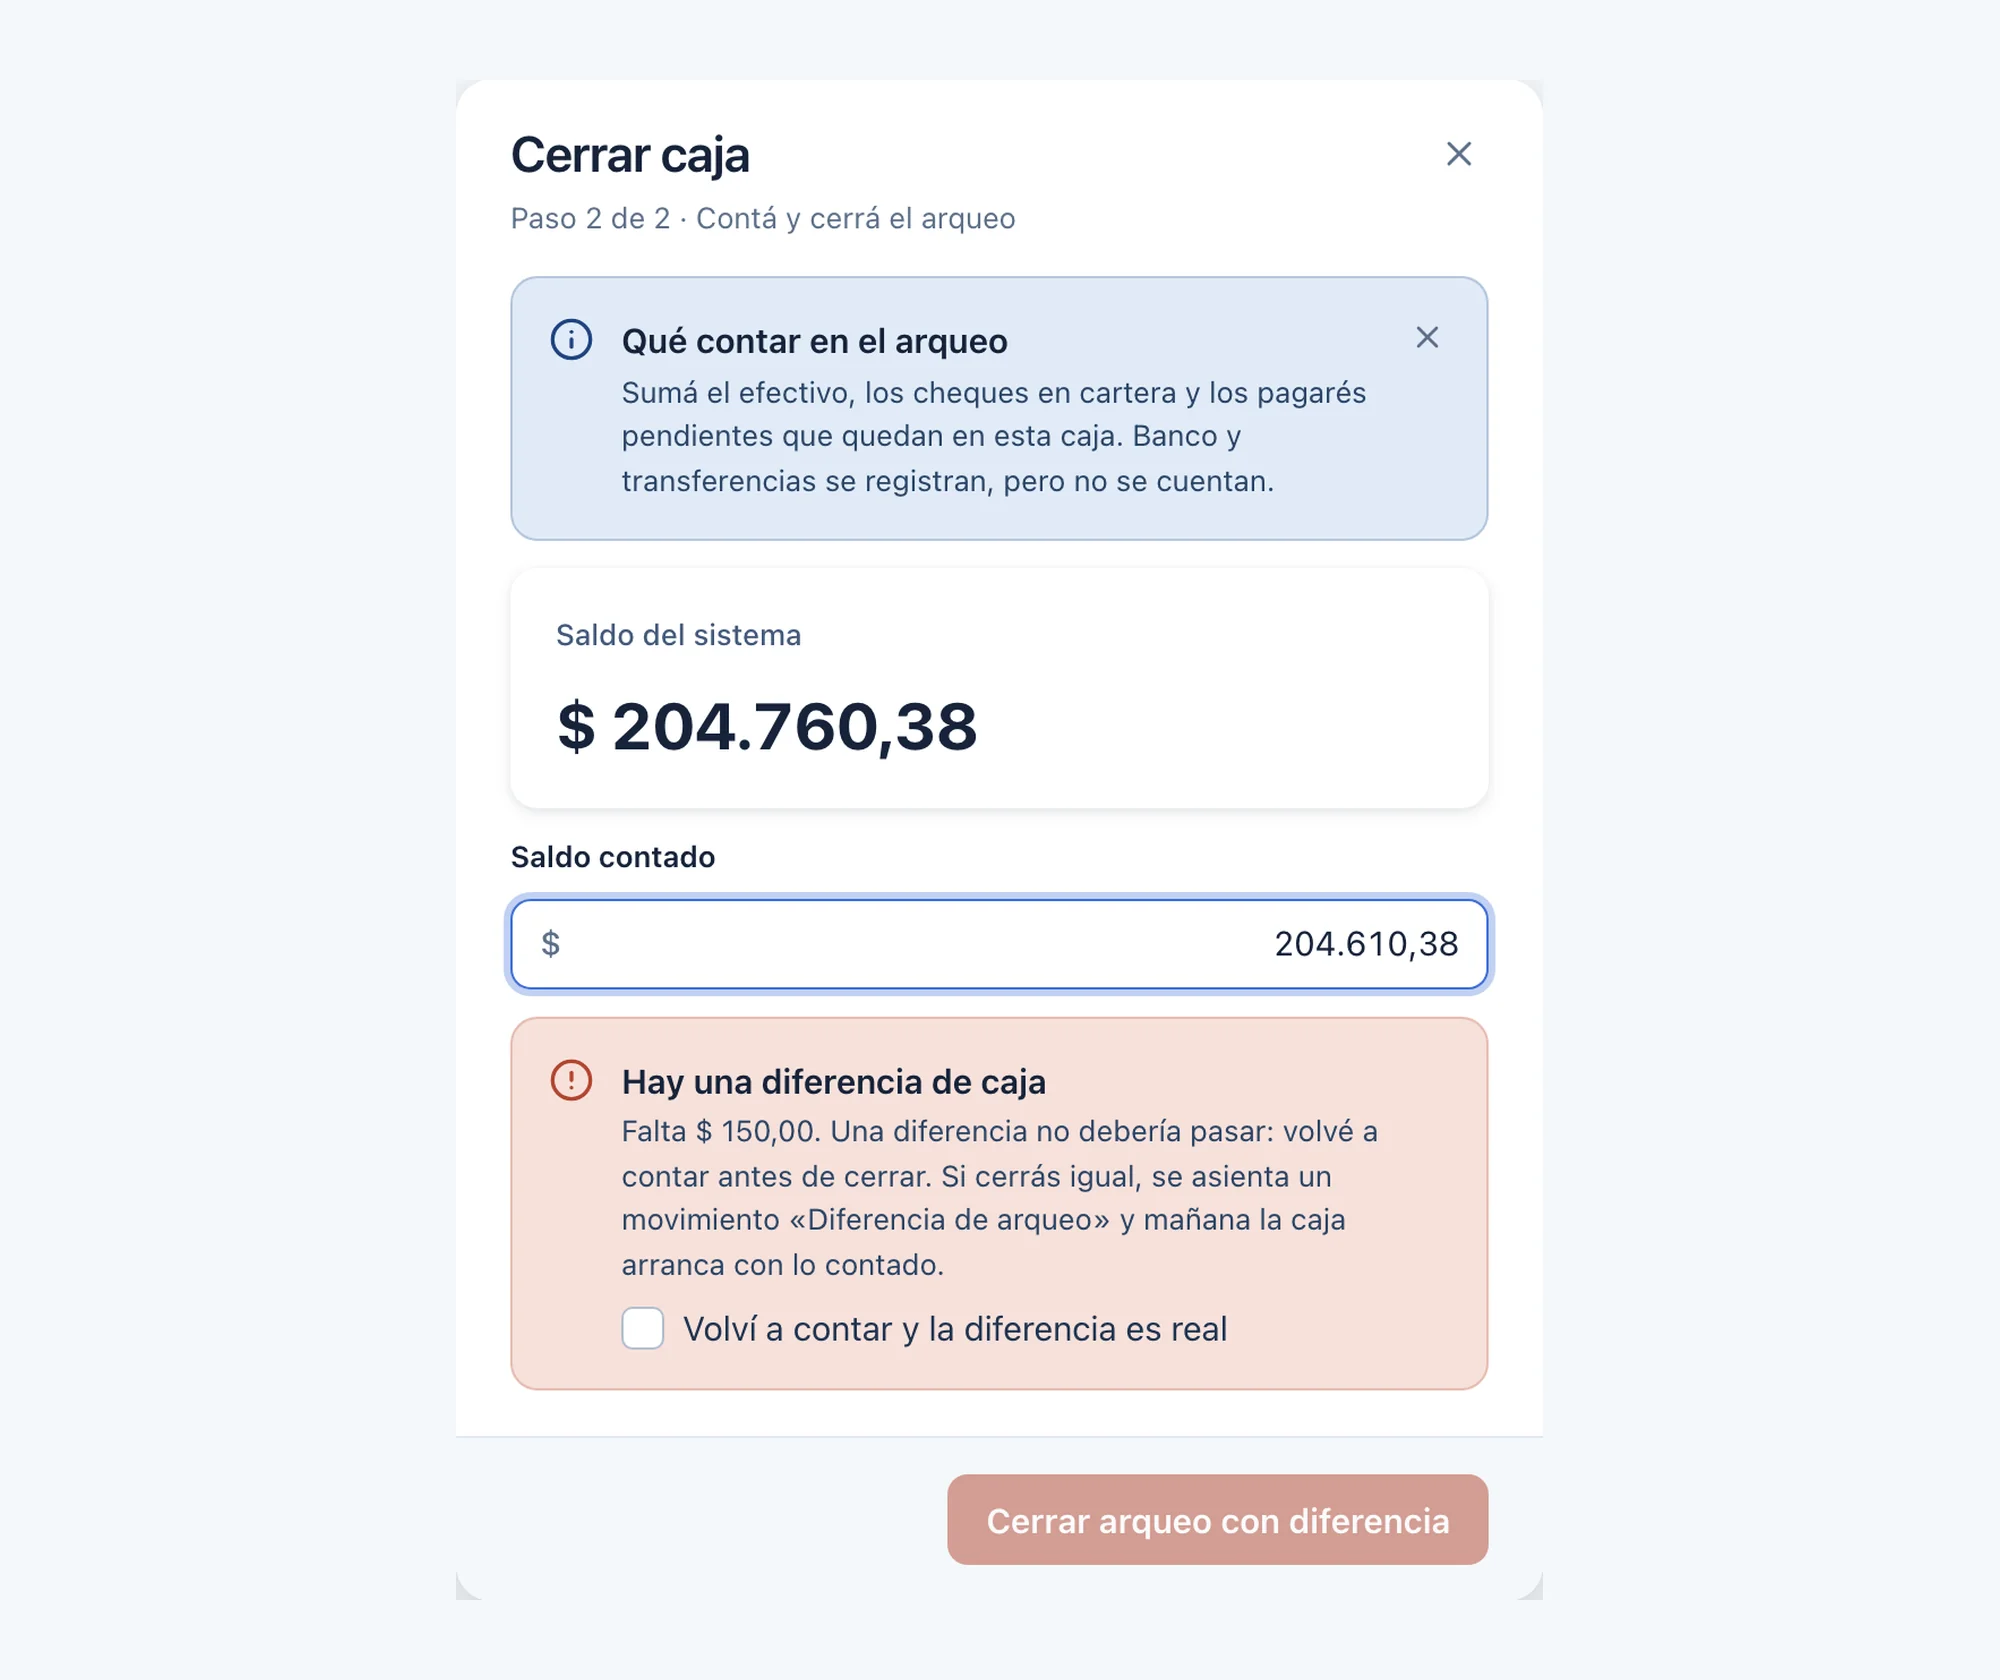 Cerrar caja
Paso 2 de 2 · Contá y cerrá el arqueo
Qué contar en el arqueo
Sumá el efectivo, los cheques en cartera y los pagarés
pendientes que quedan en esta caja. Banco y
transferencias se registran, pero no se cuentan.
Saldo del sistema
$ 204.760,38
Saldo contado
$ 204.610,38
Hay una diferencia de caja
Falta $ 150,00. Una diferencia no debería pasar: volvé a
contar antes de cerrar. Si cerrás igual, se asienta un
movimiento «Diferencia de arqueo» y mañana la caja
arranca con lo contado.
Volví a contar y la diferencia es real
Cerrar arqueo con diferencia